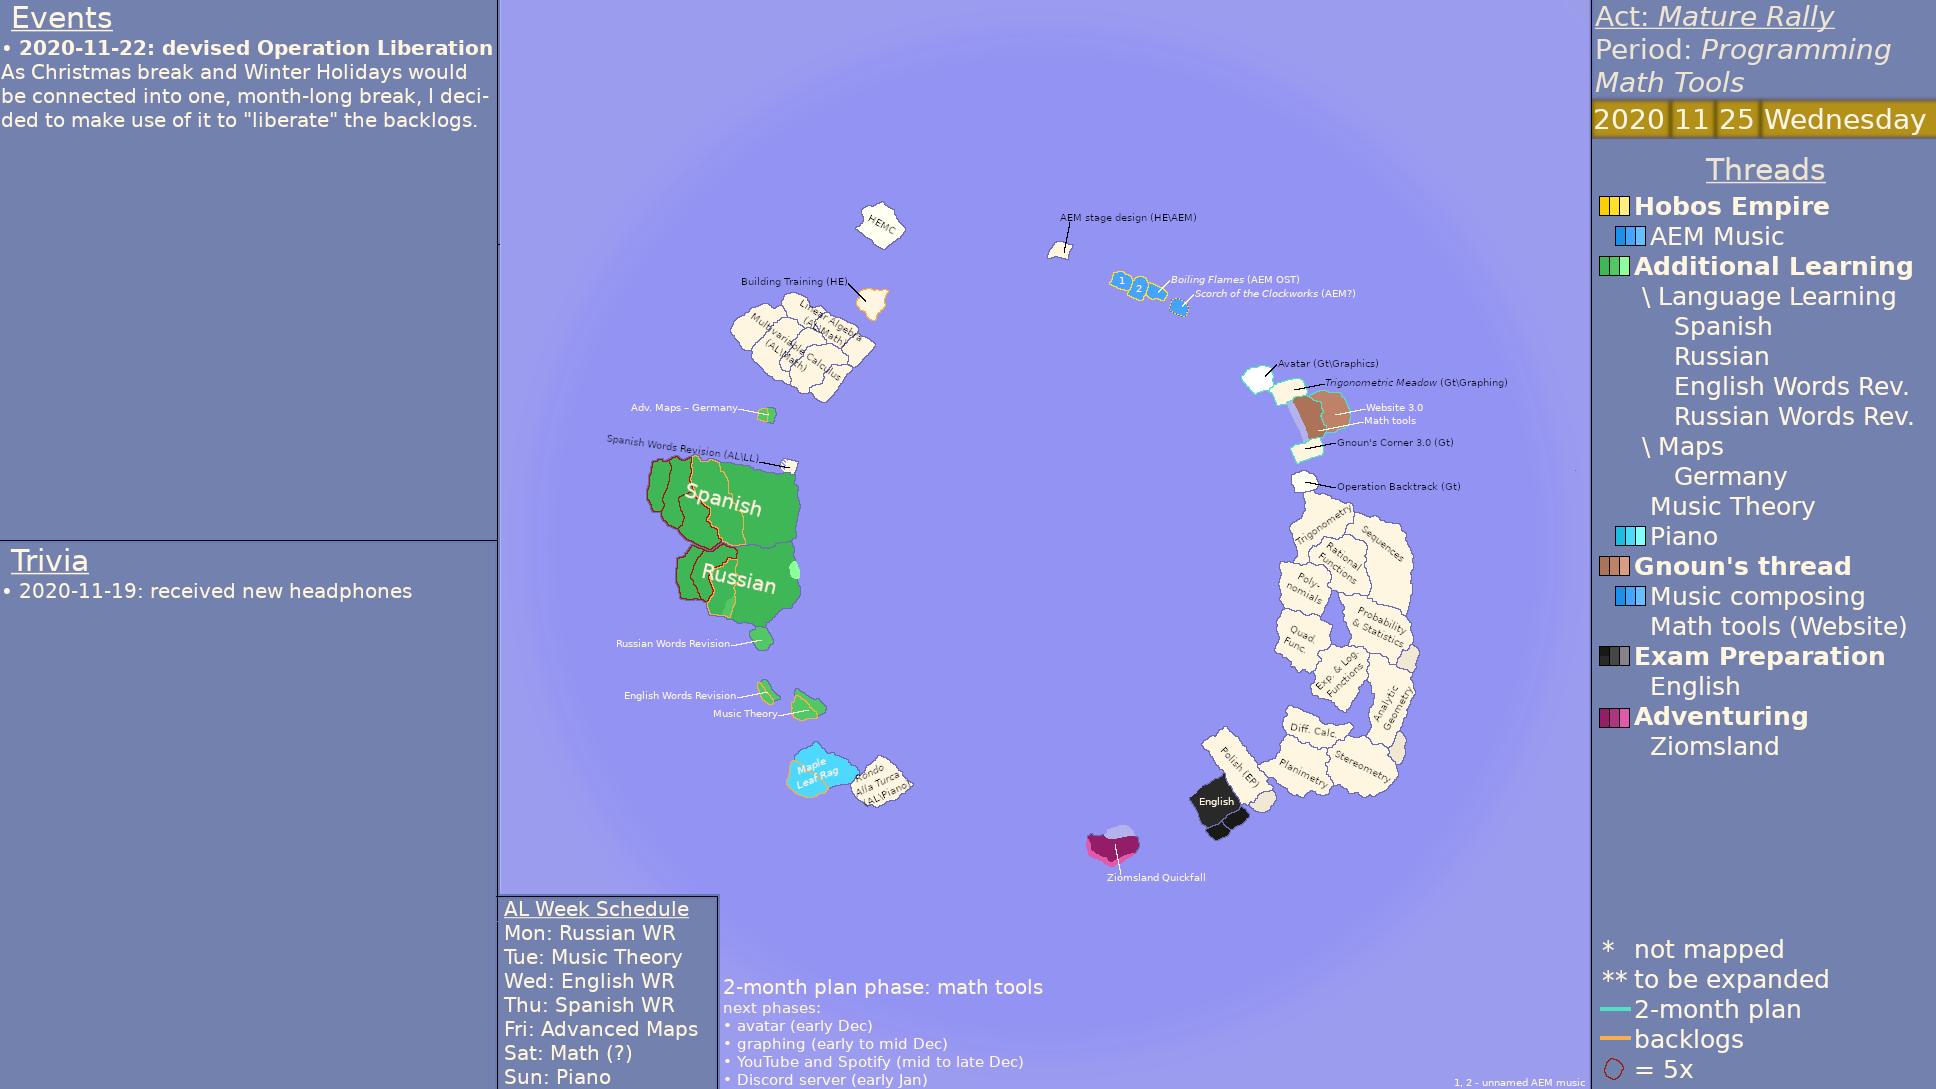 Events
• 2020-11-22: devised Operation Liberation
As Christmas break and Winter Holidays would
be connected into one, month-long break, I deci-
ded to make use of it to "liberate" the backlogs.
Trivia
• 2020-11-19: received new headphones
HEMC
AEM stage design (HE\AEM)
Building Training (HE)
1
2
Boiling Flames (AEM OST)
Scorch of the Clockworks (AEM?)
Linear Algebra
(AL\Math)
Multivariable Calculus
(AL\Math)
Adv. Maps – Germany
Spanish Words Revision (AL\LL)
Spanish
Russian
Russian Words Revision
English Words Revision
Music Theory
Maple
Leaf Rag
Rondo
Alla Turca
(AL\Piano)
Avatar (Gt\Graphics)
Trigonometric Meadow (Gt\Graphing)
Website 3.0
Math tools
Gnoun's Corner 3.0 (Gt)
Operation Backtrack (Gt)
Trigonometry
Sequences
Rational
Functions
Poly-
nomials
Probability
& Statistics
Quad.
Func.
Exp. & Log.
Functions
Analytic
Geometry
Diff. Calc.
Stereometry
Planimetry
Polish (EP)
English
Ziomsland Quickfall
AL Week Schedule
Mon: Russian WR
Tue: Music Theory
Wed: English WR
Thu: Spanish WR
Fri: Advanced Maps
Sat: Math (?)
Sun: Piano
2-month plan phase: math tools
next phases:
• avatar (early Dec)
• graphing (early to mid Dec)
• YouTube and Spotify (mid to late Dec)
• Discord server (early Jan)
1, 2 - unnamed AEM music
Act: Mature Rally
Period: Programming
Math Tools
2020 11 25 Wednesday
Threads
Hobos Empire
AEM Music
Additional Learning
\ Language Learning
Spanish
Russian
English Words Rev.
Russian Words Rev.
\ Maps
Germany
Music Theory
Piano
Gnoun's thread
Music composing
Math tools (Website)
Exam Preparation
English
Adventuring
Ziomsland
* not mapped
** to be expanded
2-month plan
backlogs
= 5x